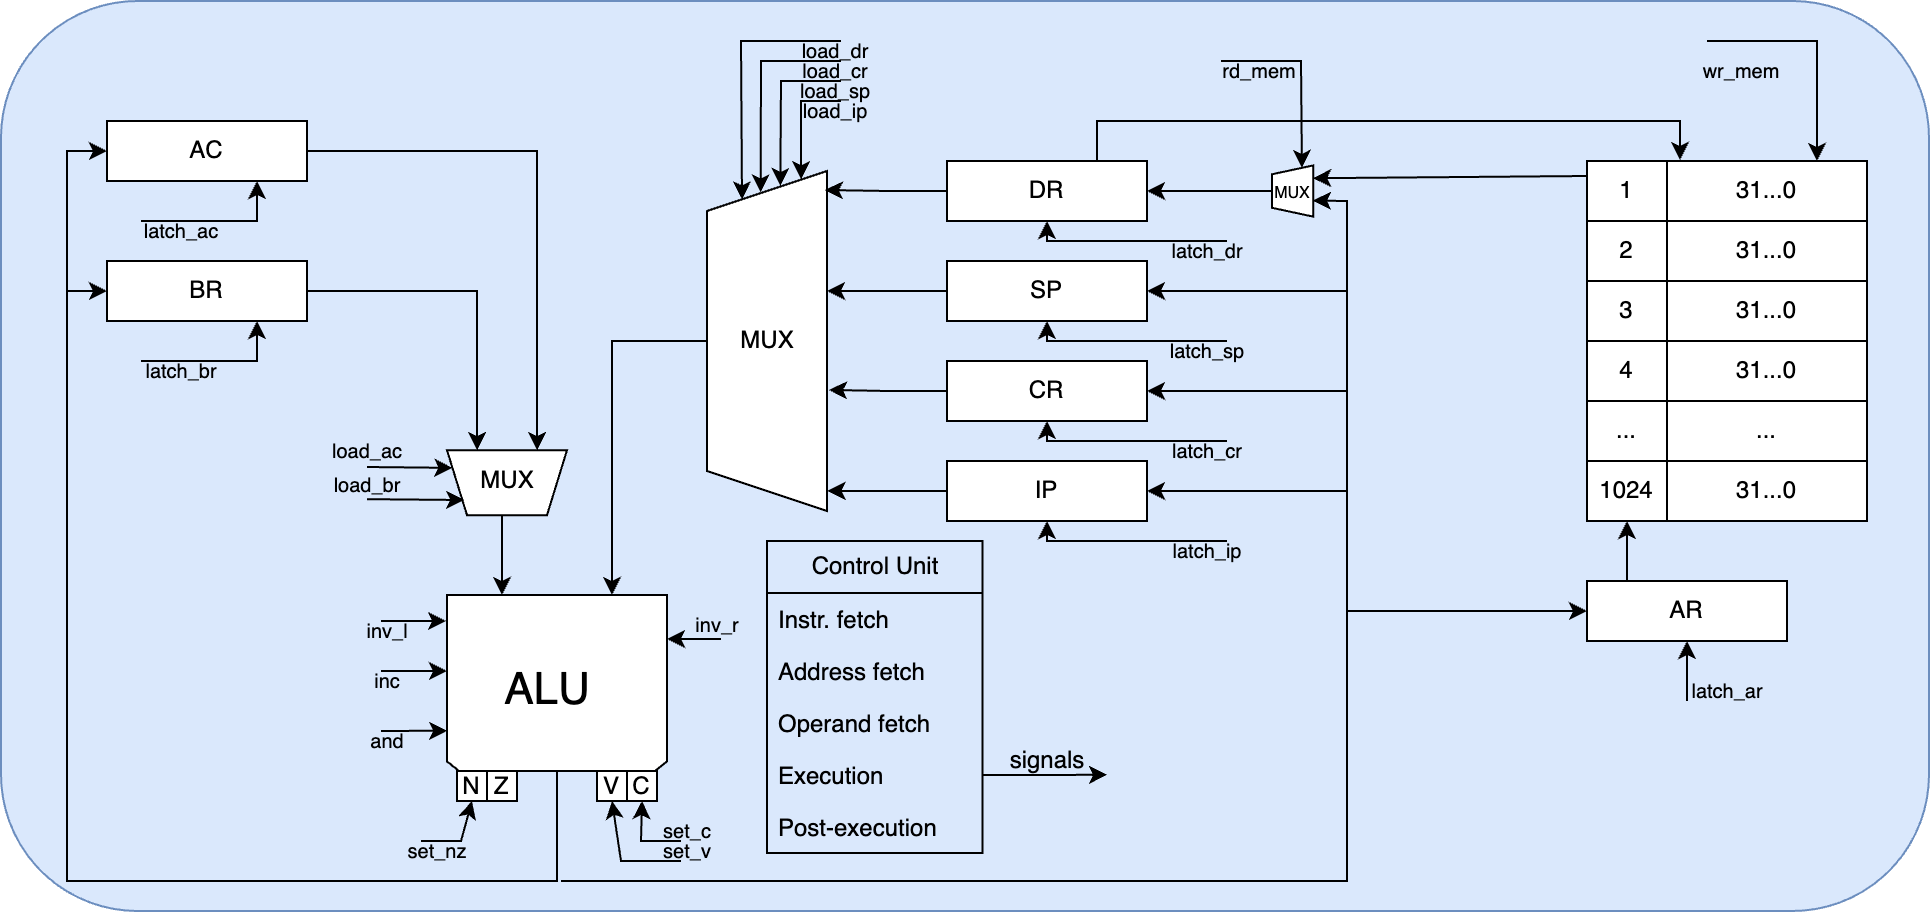 load_dr
load_cr
load_sp
load_ip
rd_mem
wr_mem
AC
latch_ac
BR
latch_br
load_ac
load_br
MUX
MUX
DR
latch_dr
SP
latch_sp
CR
latch_cr
IP
latch_ip
MUX
1 31...0
2 31...0
3 31...0
4 31...0
... ...
1024 31...0
AR
latch_ar
inv_l
inc
and
inv_r
ALU
N Z V C
set_nz
set_c
set_v
Control Unit
Instr. fetch
Address fetch
Operand fetch
Execution
Post-execution
signals